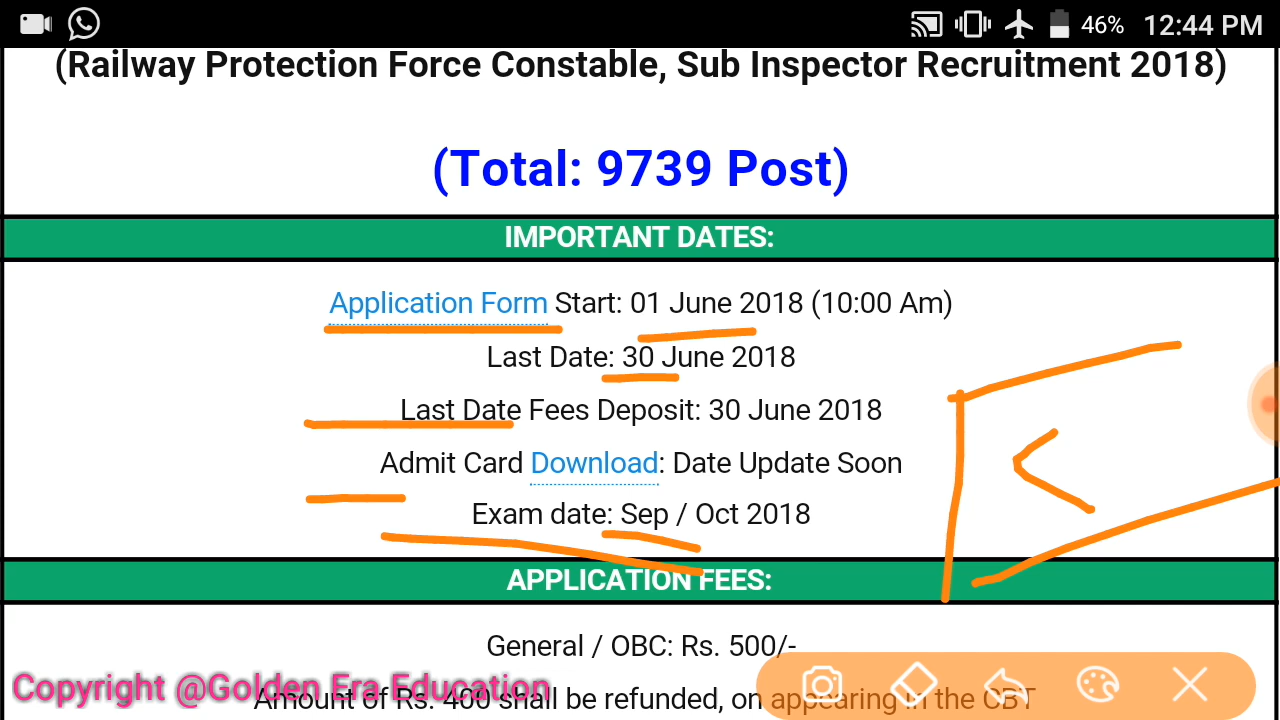 46% 12:44 PM
(Railway Protection Force Constable, Sub Inspector Recruitment 2018)
(Total: 9739 Post)
IMPORTANT DATES:
Application Form Start: 01 June 2018 (10:00 Am)
Last Date: 30 June 2018
Last Date Fees Deposit: 30 June 2018
Admit Card Download: Date Update Soon
Exam date: Sep / Oct 2018
APPLICATION FEES:
General / OBC: Rs. 500/-
Copyright @Golden Era Education
Amount of Rs. 400 shall be refunded, on appearing in the CBT